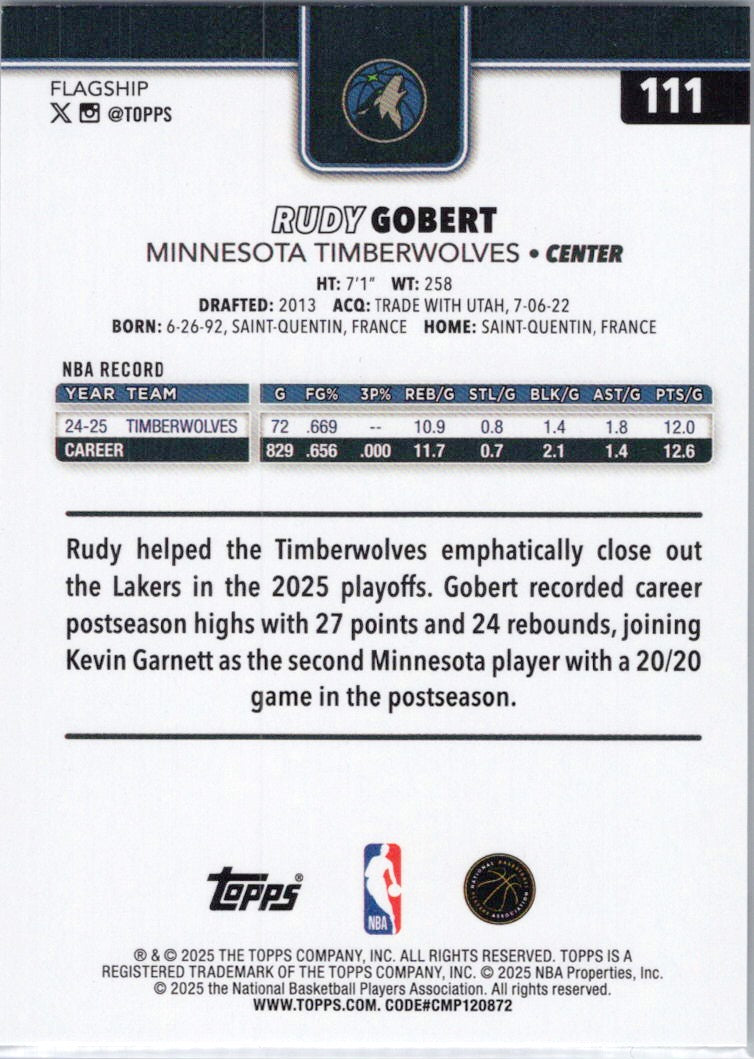 FLAGSHIP
@TOPPS
111
RUDY GOBERT
MINNESOTA TIMBERWOLVES • CENTER
HT: 7'1" WT: 258
DRAFTED: 2013 ACQ: TRADE WITH UTAH, 7-06-22
BORN: 6-26-92, SAINT-QUENTIN, FRANCE HOME: SAINT-QUENTIN, FRANCE
NBA RECORD
YEAR TEAM G FG% 3P% REB/G STL/G BLK/G AST/G PTS/G
24-25 TIMBERWOLVES 72 .669 -- 10.9 0.8 1.4 1.8 12.0
CAREER 829 .656 .000 11.7 0.7 2.1 1.4 12.6
Rudy helped the Timberwolves emphatically close out
the Lakers in the 2025 playoffs. Gobert recorded career
postseason highs with 27 points and 24 rebounds, joining
Kevin Garnett as the second Minnesota player with a 20/20
game in the postseason.
Topps®
NBA
NATIONAL BASKETBALL PLAYERS ASSOCIATION
® & © 2025 THE TOPPS COMPANY, INC. ALL RIGHTS RESERVED. TOPPS IS A
REGISTERED TRADEMARK OF THE TOPPS COMPANY, INC. © 2025 NBA Properties, Inc.
© 2025 the National Basketball Players Association. All rights reserved.
WWW.TOPPS.COM. CODE#CMP120872